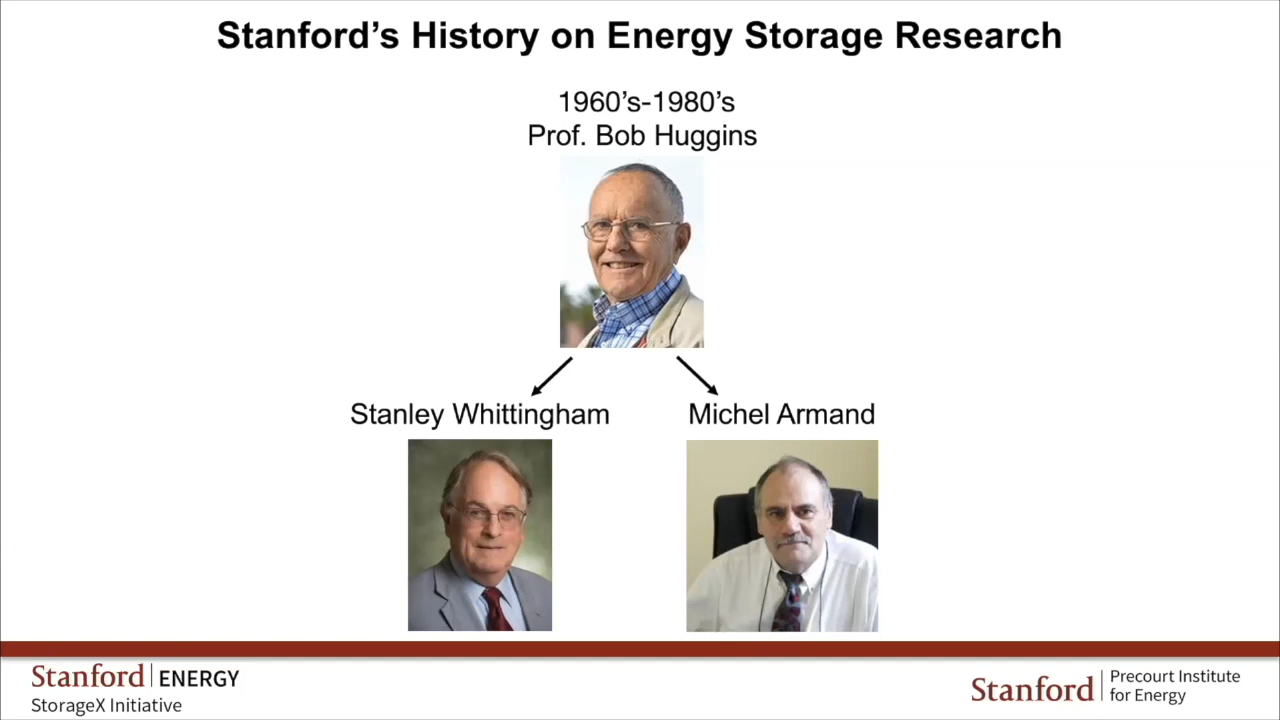 Stanford’s History on Energy Storage Research
1960’s-1980’s
Prof. Bob Huggins
Stanley Whittingham
Michel Armand
Stanford | ENERGY
StorageX Initiative
Stanford | Precourt Institute
for Energy